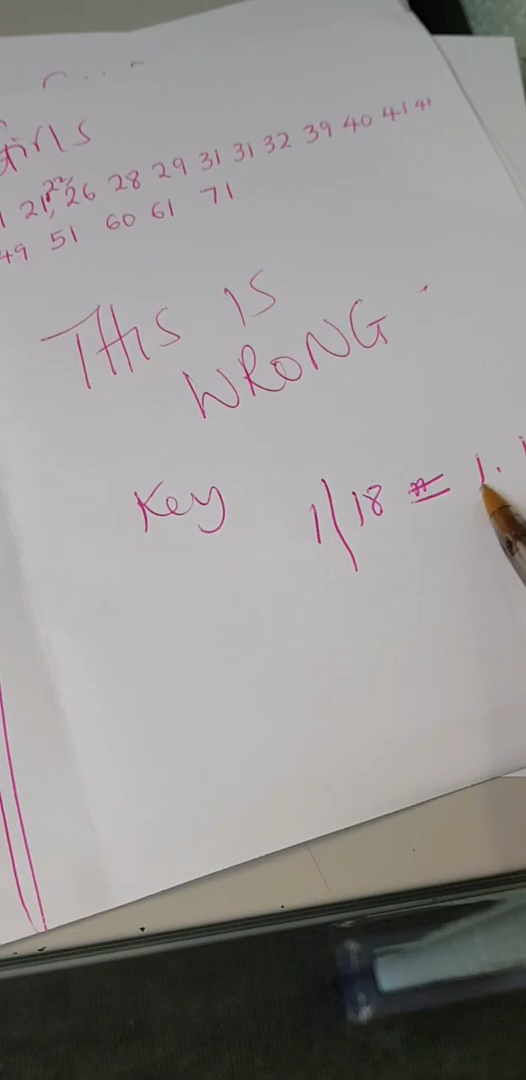 Girls
21, 22 26 28 29 31 31 32 39 40 41 41
49 51 60 61 71
THIS IS
WRONG.
Key 1 | 18 = 1.